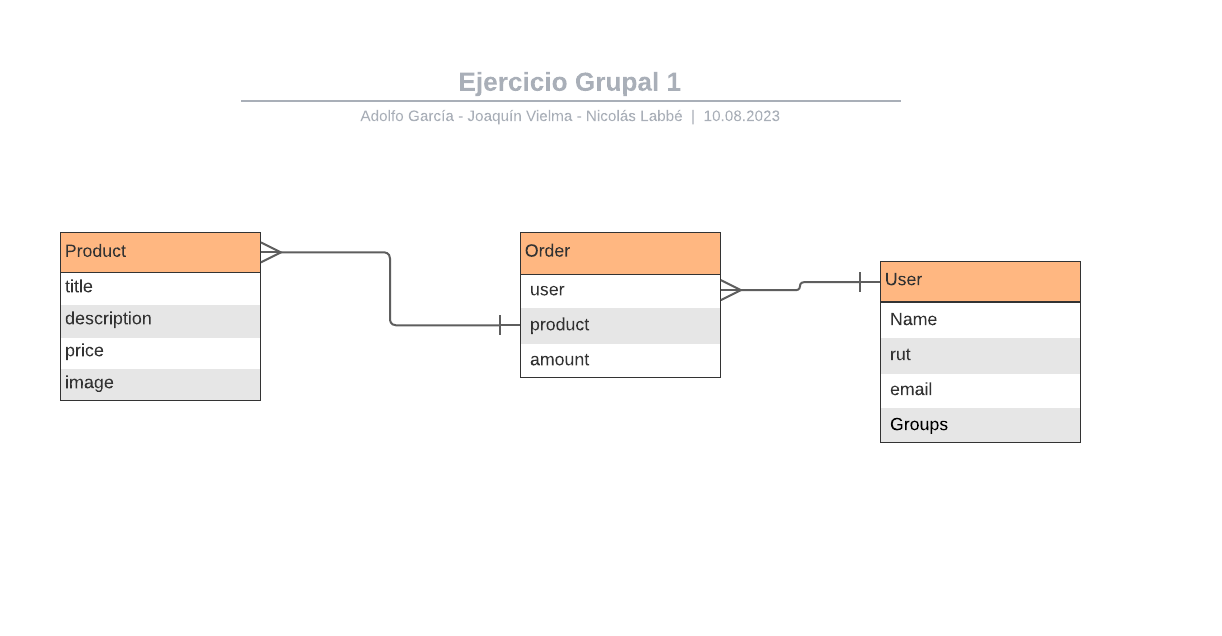 Ejercicio Grupal 1
Adolfo García - Joaquín Vielma - Nicolás Labbé | 10.08.2023
Product
title
description
price
image
Order
user
product
amount
User
Name
rut
email
Groups